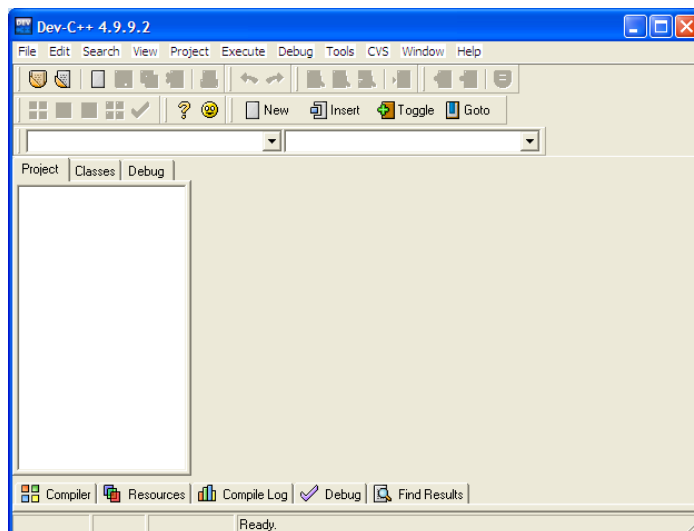 Dev-C++ 4.9.9.2
File Edit Search View Project Execute Debug Tools CVS Window Help
New Insert Toggle Goto
Project Classes Debug
Compiler Resources Compile Log Debug Find Results
Ready.